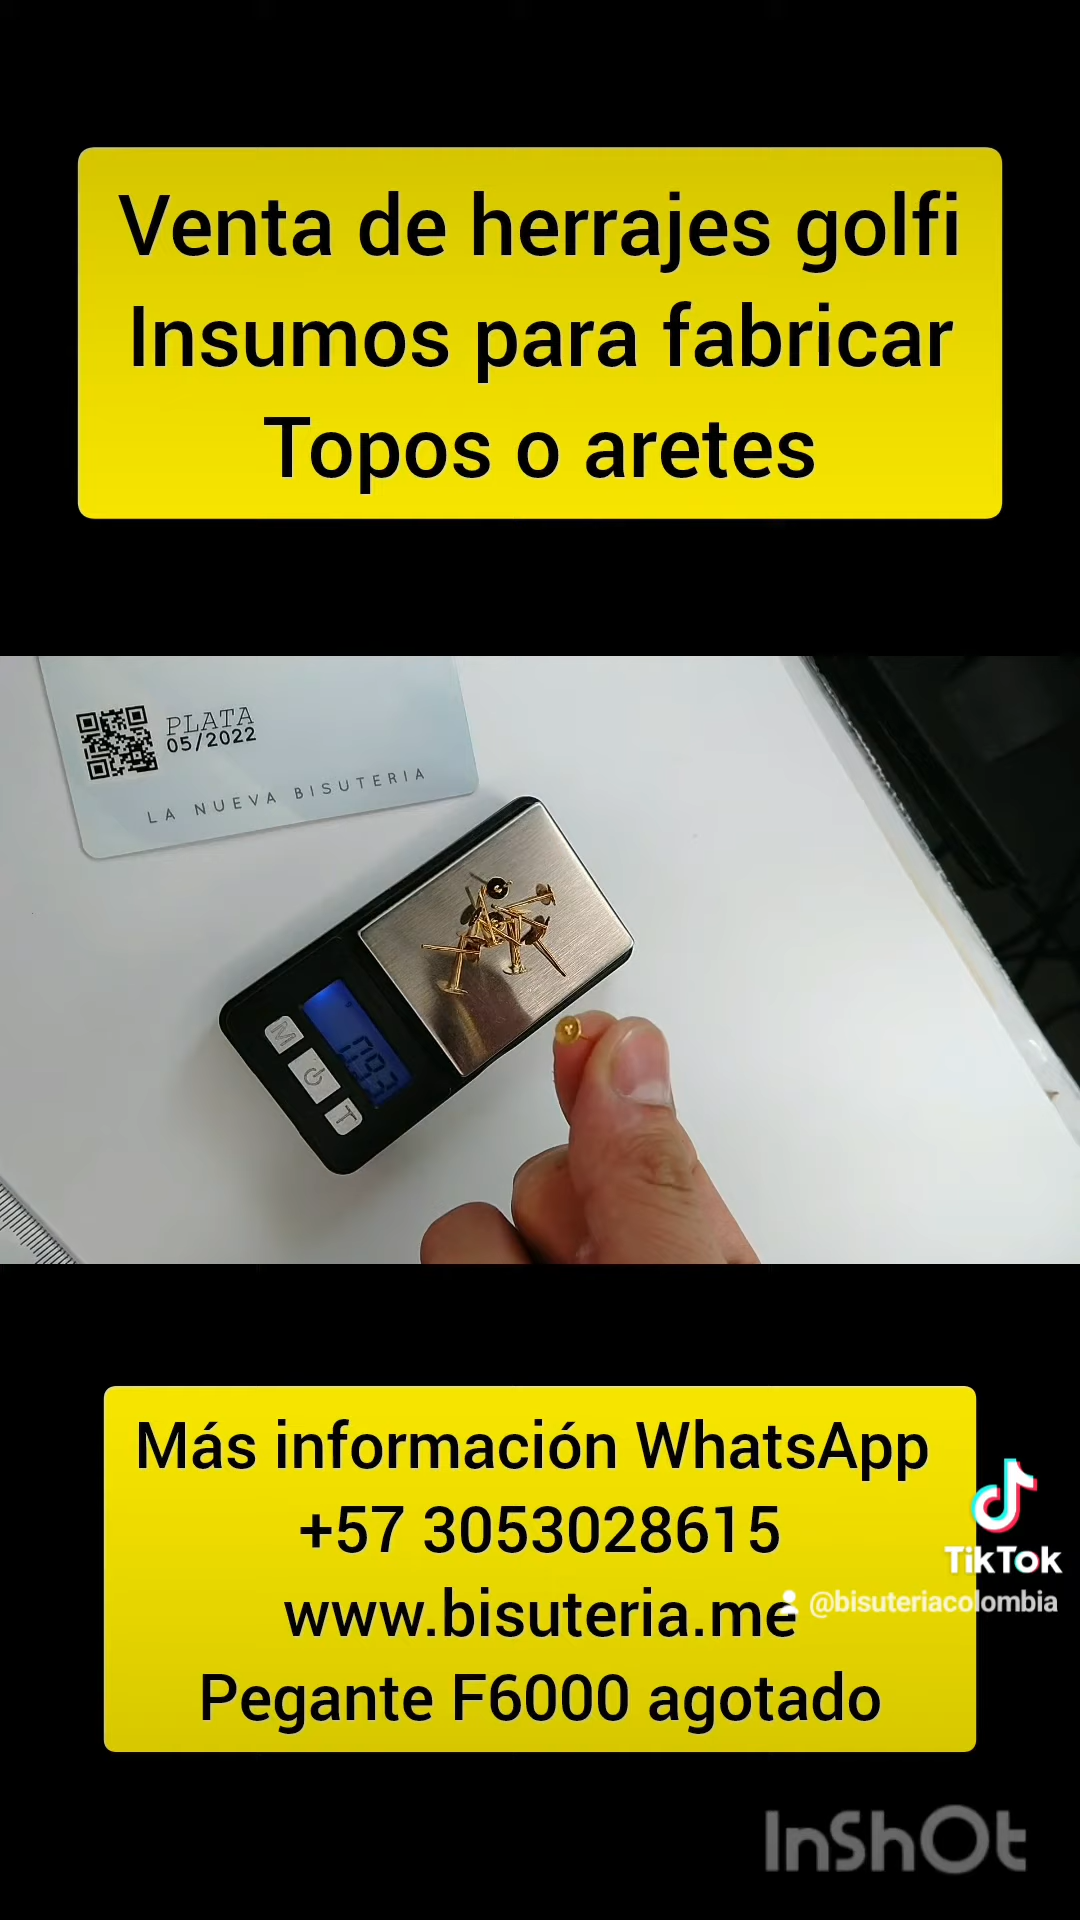 Venta de herrajes golfi
Insumos para fabricar
Topos o aretes
PLATA
05/2022
LA NUEVA BISUTERIA
M
T
Más información WhatsApp
+57 3053028615
www.bisuteria.me
Pegante F6000 agotado
TikTok
@bisuteriacolombia
InShOt